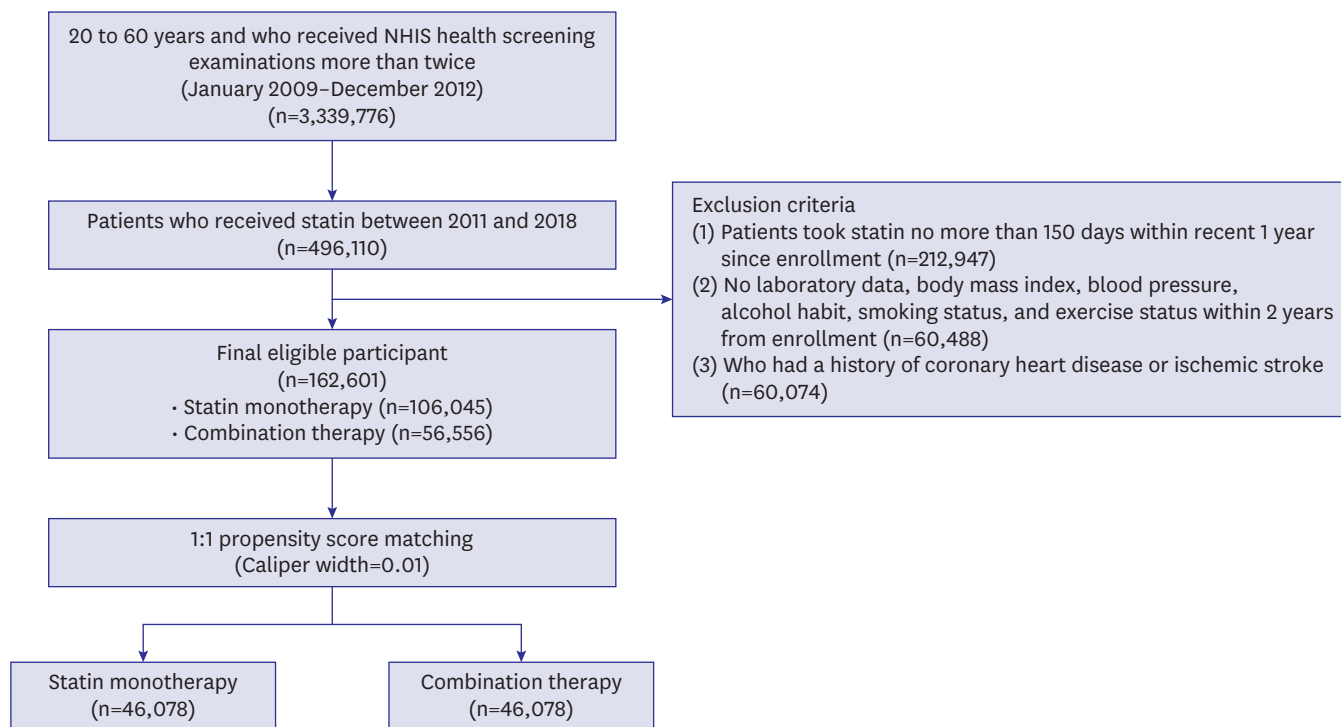 20 to 60 years and who received NHIS health screening
examinations more than twice
(January 2009–December 2012)
(n=3,339,776)
Patients who received statin between 2011 and 2018
(n=496,110)
Exclusion criteria
(1) Patients took statin no more than 150 days within recent 1 year
since enrollment (n=212,947)
(2) No laboratory data, body mass index, blood pressure,
alcohol habit, smoking status, and exercise status within 2 years
from enrollment (n=60,488)
(3) Who had a history of coronary heart disease or ischemic stroke
(n=60,074)
Final eligible participant
(n=162,601)
· Statin monotherapy (n=106,045)
· Combination therapy (n=56,556)
1:1 propensity score matching
(Caliper width=0.01)
Statin monotherapy
(n=46,078)
Combination therapy
(n=46,078)